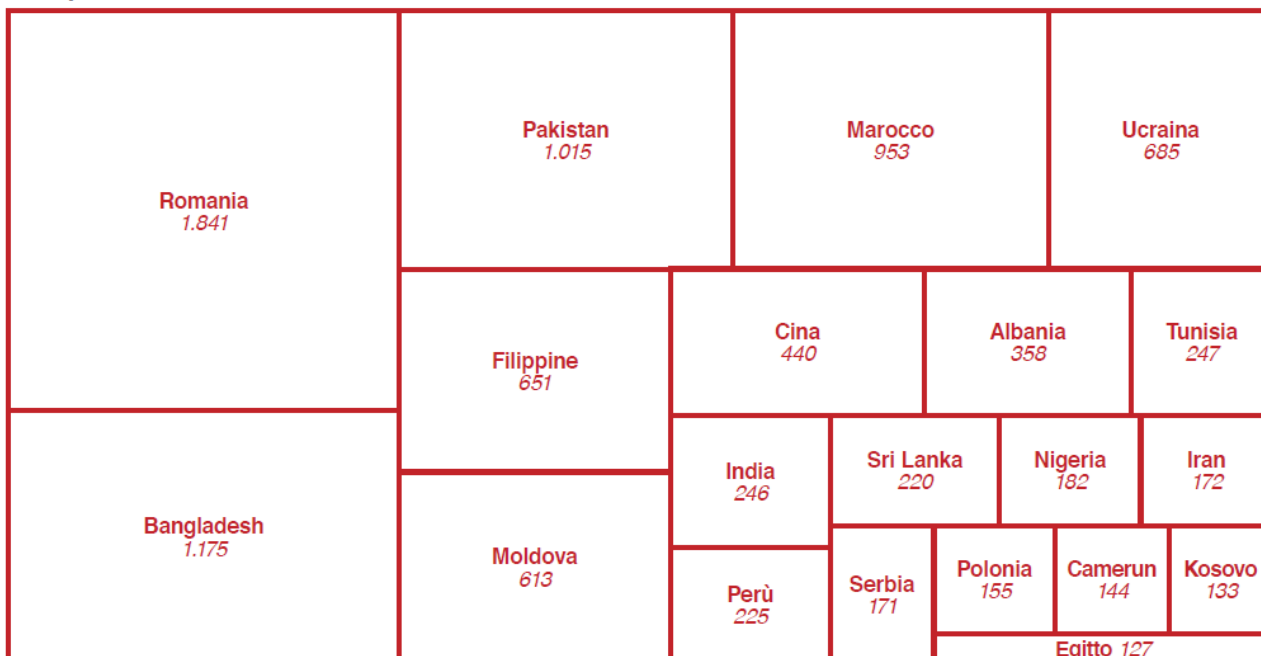 Romania
1.841
Pakistan
1.015
Marocco
953
Ucraina
685
Filippine
651
Cina
440
Albania
358
Tunisia
247
Bangladesh
1.175
Moldova
613
India
246
Sri Lanka
220
Nigeria
182
Iran
172
Perù
225
Serbia
171
Polonia
155
Camerun
144
Kosovo
133
Egitto 127